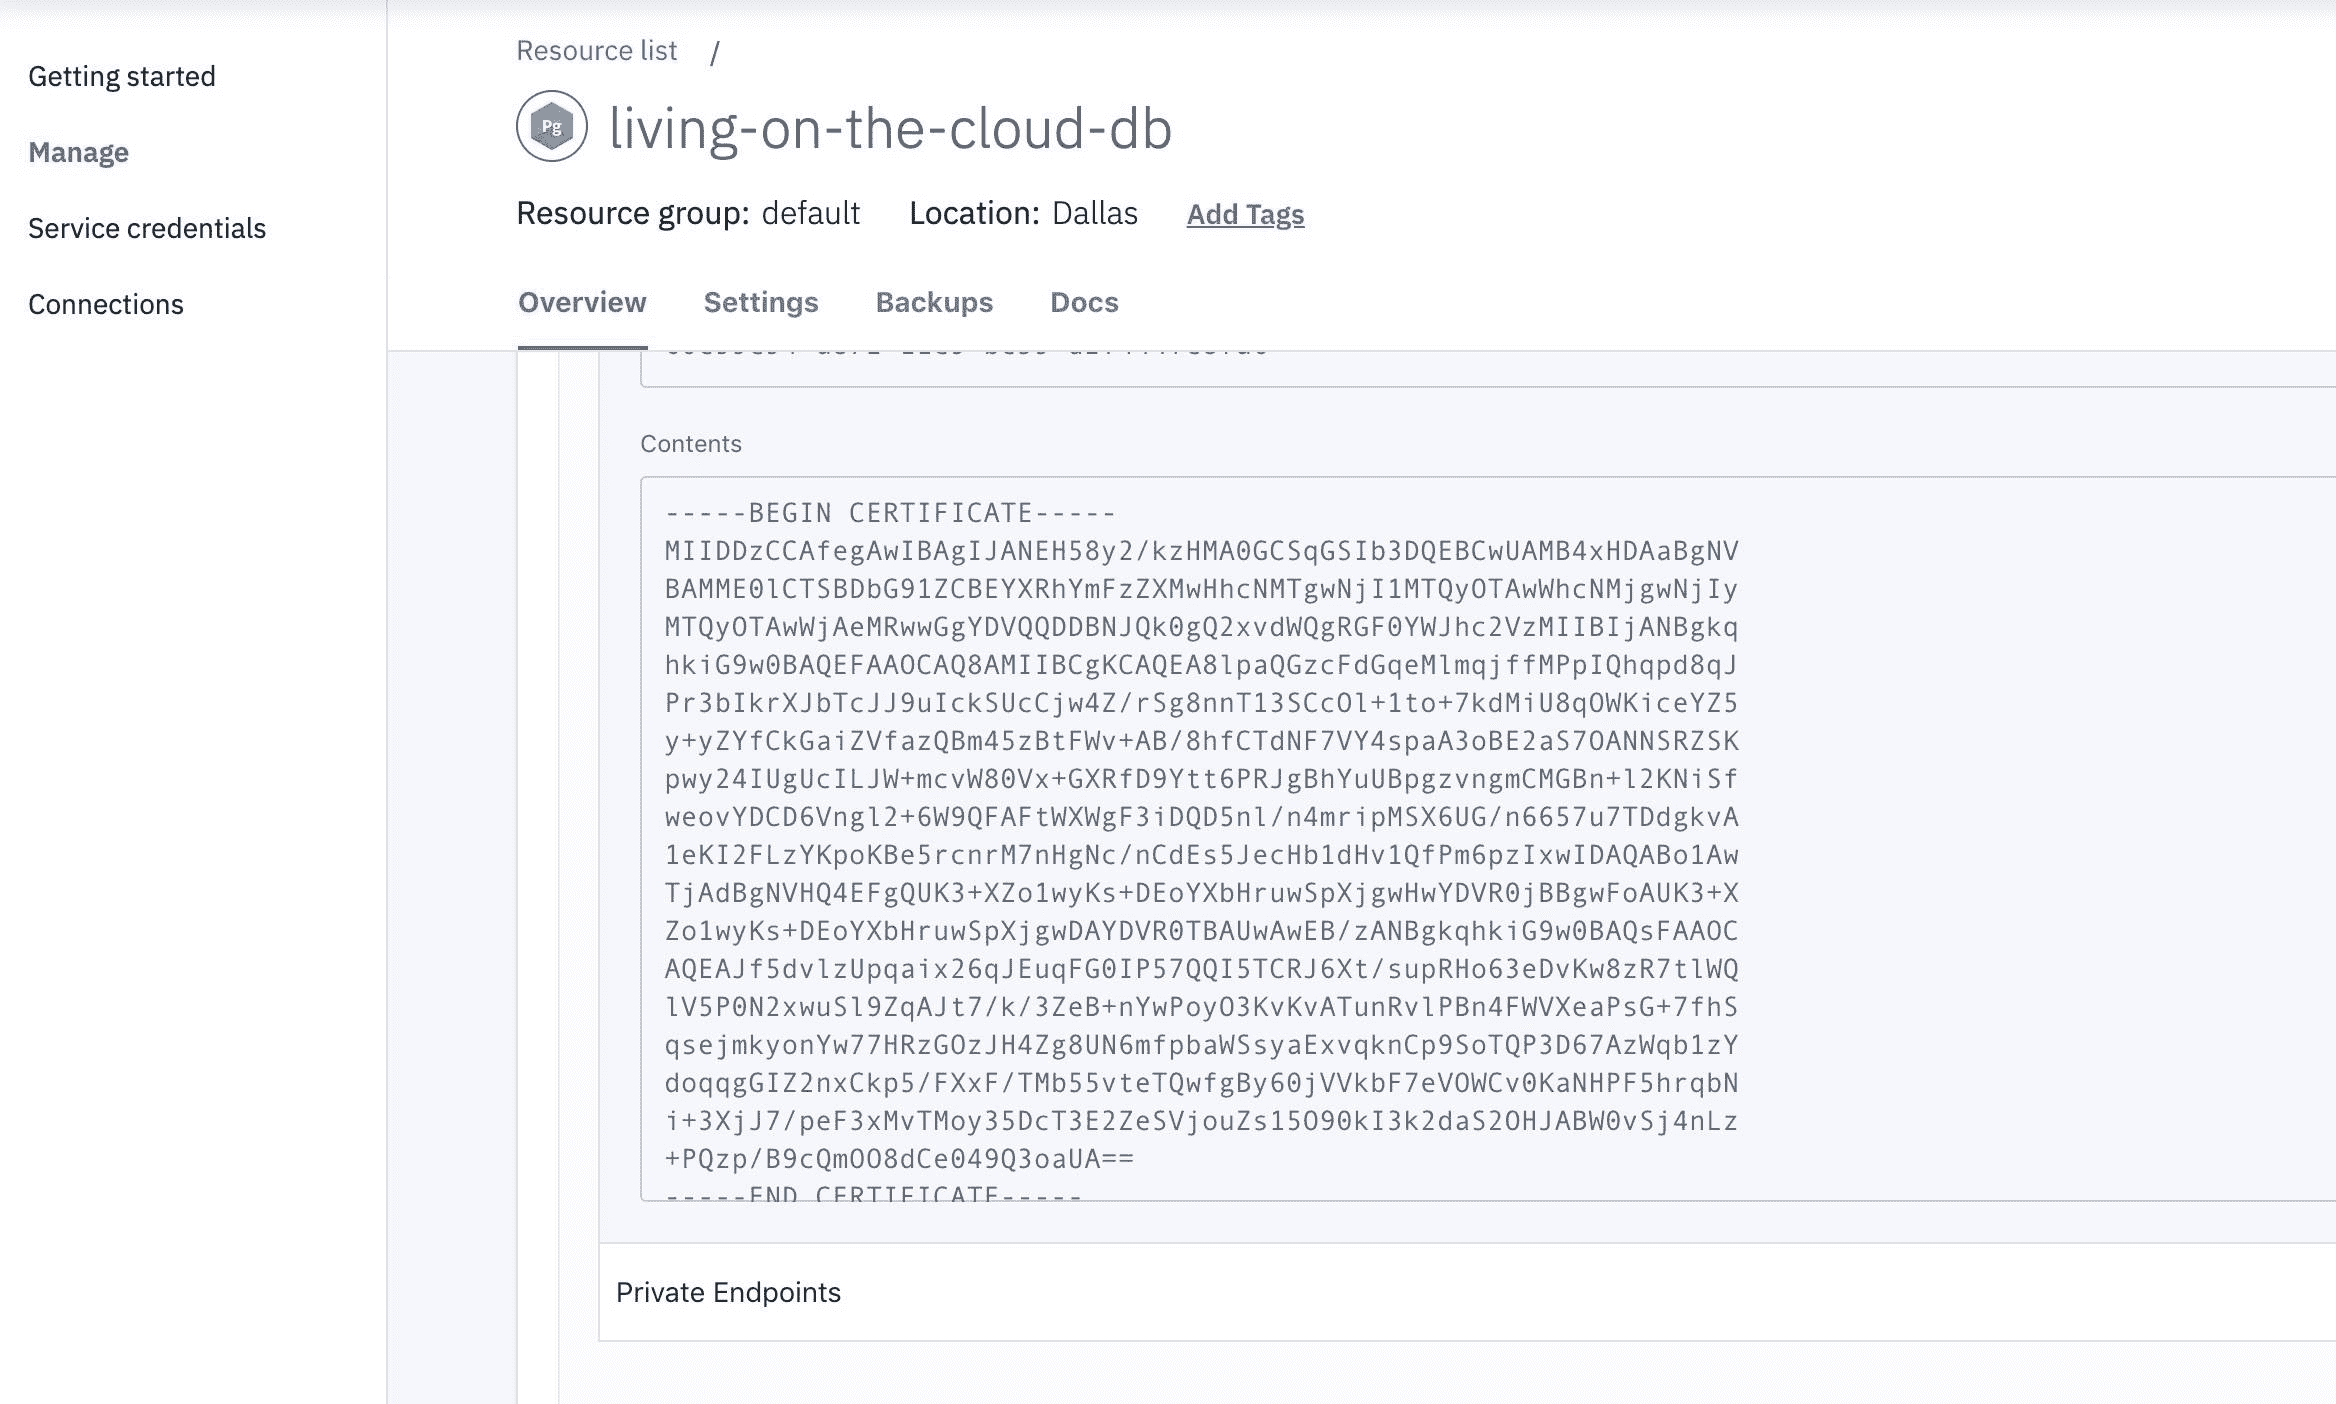 Getting started
Manage
Service credentials
Connections
Resource list /
Pg
living-on-the-cloud-db
Resource group: default Location: Dallas Add Tags
Overview Settings Backups Docs
Contents
-----BEGIN CERTIFICATE-----
MIIDDzCCAfegAwIBAgIJANEH58y2/kzHMA0GCSqGSIb3DQEBCwUAMB4xHDAaBgNV
BAMME0lCTSBDbG91ZCBEYXRhYmFzZXMwHhcNMTgwNjI1MTQyOTAwWhcNMjgwNjIy
MTQyOTAwWjAeMRwwGgYDVQQDDBNJQk0gQ2xvdWQgRGF0YWJhc2VzMIIBIjANBgkq
hkiG9w0BAQEFAAOCAQ8AMIIBCgKCAQEA8lpaQGzcFdGqeMlmqjffMPpIQhqpd8qJ
Pr3bIkrXJbTcJJ9uIckSUcCjw4Z/rSg8nnT13SCcOl+1to+7kdMiU8qOWKiceYZ5
y+yZYfCkGaiZVfazQBm45zBtFWv+AB/8hfCTdNF7VY4spaA3oBE2aS7OANNSRZSK
pwy24IUgUcILJW+mcvW80Vx+GXRfD9Ytt6PRJgBhYuUBpgzvngmCMGBn+l2KNiSf
weovYDCD6Vngl2+6W9QFAFtWXWgF3iDQD5nl/n4mripMSX6UG/n6657u7TDdgkvA
1eKI2FLzYKpoKBe5rcnrM7nHgNc/nCdEs5JecHb1dHv1QfPm6pzIxwIDAQABo1Aw
TjAdBgNVHQ4EFgQUK3+XZo1wyKs+DEoYXbHruwSpXjgwHwYDVR0jBBgwFoAUK3+X
Zo1wyKs+DEoYXbHruwSpXjgwDAYDVR0TBAUwAwEB/zANBgkqhkiG9w0BAQsFAAOC
AQEAJf5dvlzUpqaix26qJEuqFG0IP57QQI5TCRJ6Xt/supRHo63eDvKw8zR7tlWQ
lV5P0N2xwuSl9ZqAJt7/k/3ZeB+nYwPoyO3KvKvATunRvlPBn4FWVXeaPsG+7fhS
qsejmkyonYw77HRzGOzJH4Zg8UN6mfpbaWSsyaExvqknCp9SoTQP3D67AzWqb1zY
doqqgGIZ2nxCkp5/FXxF/TMb55vteTQwfgBy60jVVkbF7eVOWCv0KaNHPF5hrqbN
i+3XjJ7/peF3xMvTMoy35DcT3E2ZeSVjouZs15O90kI3k2daS2OHJABW0vSj4nLz
+PQzp/B9cQmOO8dCe049Q3oaUA==
-----END CERTIFICATE-----
Private Endpoints